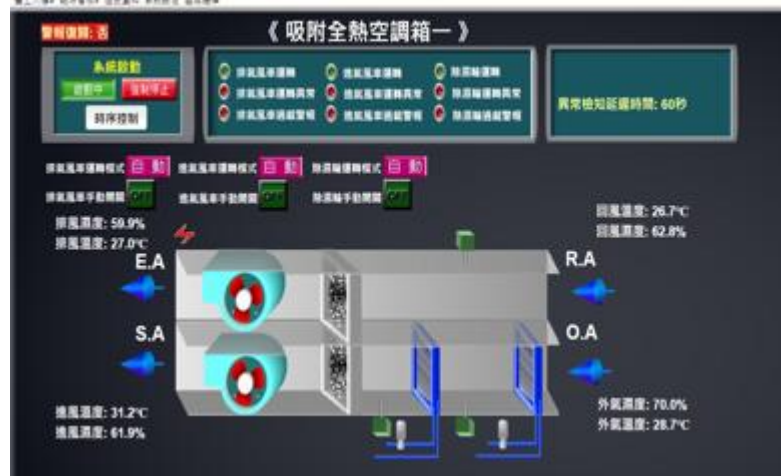 警報復歸: 否
《 吸附全熱空調箱一 》
系統啟動
啟動中
強制停止
時序控制
排氣風車運轉
進氣風車運轉
除濕輪運轉
排氣風車運轉異常
進氣風車運轉異常
除濕輪運轉異常
排氣風車過載警報
進氣風車過載警報
除濕輪過載警報
異常檢知延遲時間: 60秒
排氣風車運轉模式 自動
進氣風車運轉模式 自動
除濕輪運轉模式 自動
排氣風車手動開關 OFF
進氣風車手動開關 OFF
除濕輪手動開關 OFF
排風濕度: 59.9%
排風溫度: 27.0℃
回風溫度: 26.7℃
回風濕度: 62.8%
E.A
R.A
S.A
O.A
進風溫度: 31.2℃
進風濕度: 61.9%
外氣濕度: 70.0%
外氣溫度: 28.7℃